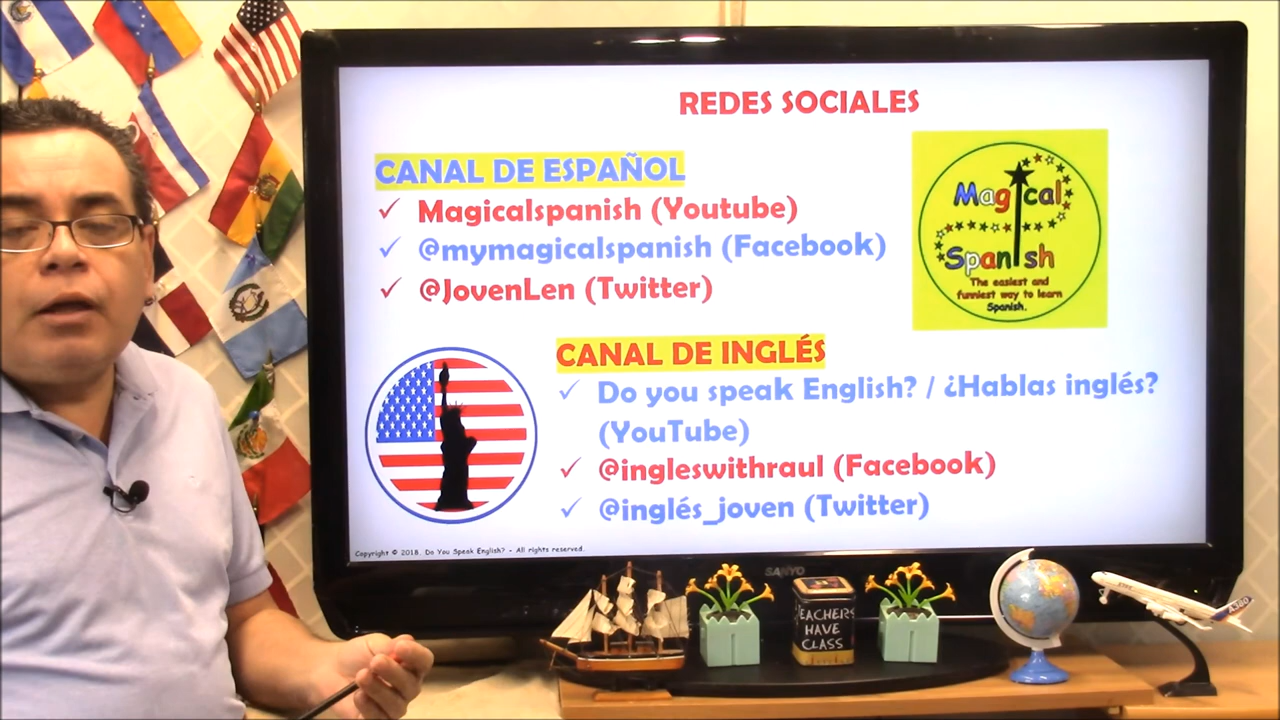 REDES SOCIALES
CANAL DE ESPAÑOL
Magicalspanish (Youtube)
@mymagicalspanish (Facebook)
@JovenLen (Twitter)
Magical
Spanish
The easiest and
funniest way to learn
Spanish.
CANAL DE INGLÉS
Do you speak English? / ¿Hablas inglés?
(YouTube)
@ingleswithraul (Facebook)
@inglés_joven (Twitter)
Copyright © 2018. Do You Speak English? - All rights reserved.
SANYO
TEACHERS
HAVE
CLASS
A380